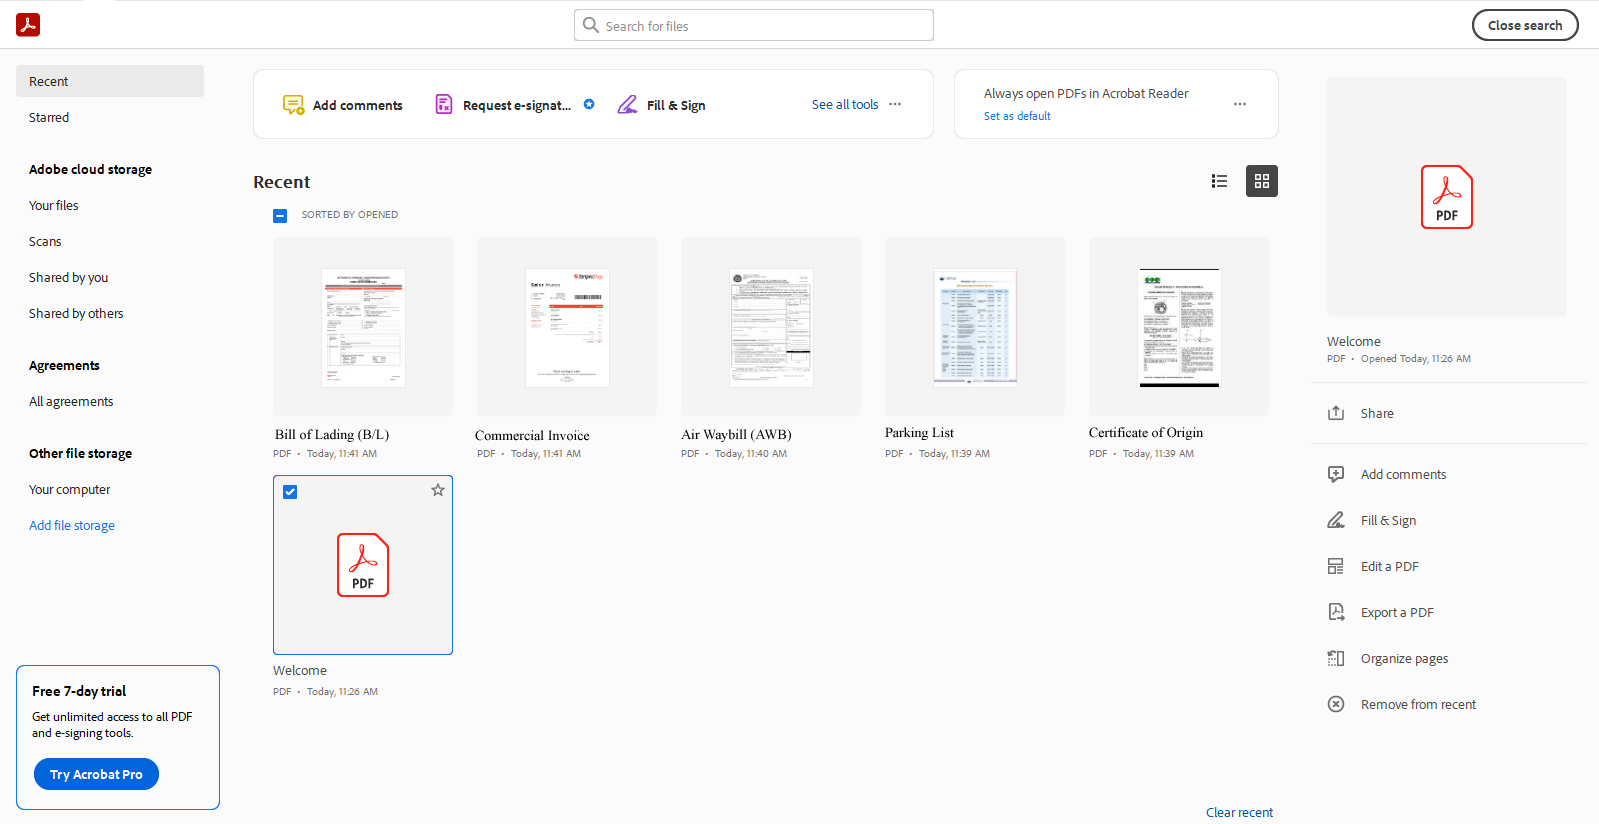 Search for files
Close search
Recent
Starred
Adobe cloud storage
Your files
Scans
Shared by you
Shared by others
Agreements
All agreements
Other file storage
Your computer
Add file storage
Free 7-day trial
Get unlimited access to all PDF
and e-signing tools.
Try Acrobat Pro
Add comments
Request e-signat...
Fill & Sign
See all tools
Always open PDFs in Acrobat Reader
Set as default
Recent
SORTED BY OPENED
Bill of Lading (B/L)
PDF • Today, 11:41 AM
Commercial Invoice
PDF • Today, 11:41 AM
Air Waybill (AWB)
PDF • Today, 11:40 AM
Parking List
PDF • Today, 11:39 AM
Certificate of Origin
PDF • Today, 11:39 AM
PDF
Welcome
PDF • Today, 11:26 AM
Clear recent
PDF
Welcome
PDF • Opened Today, 11:26 AM
Share
Add comments
Fill & Sign
Edit a PDF
Export a PDF
Organize pages
Remove from recent